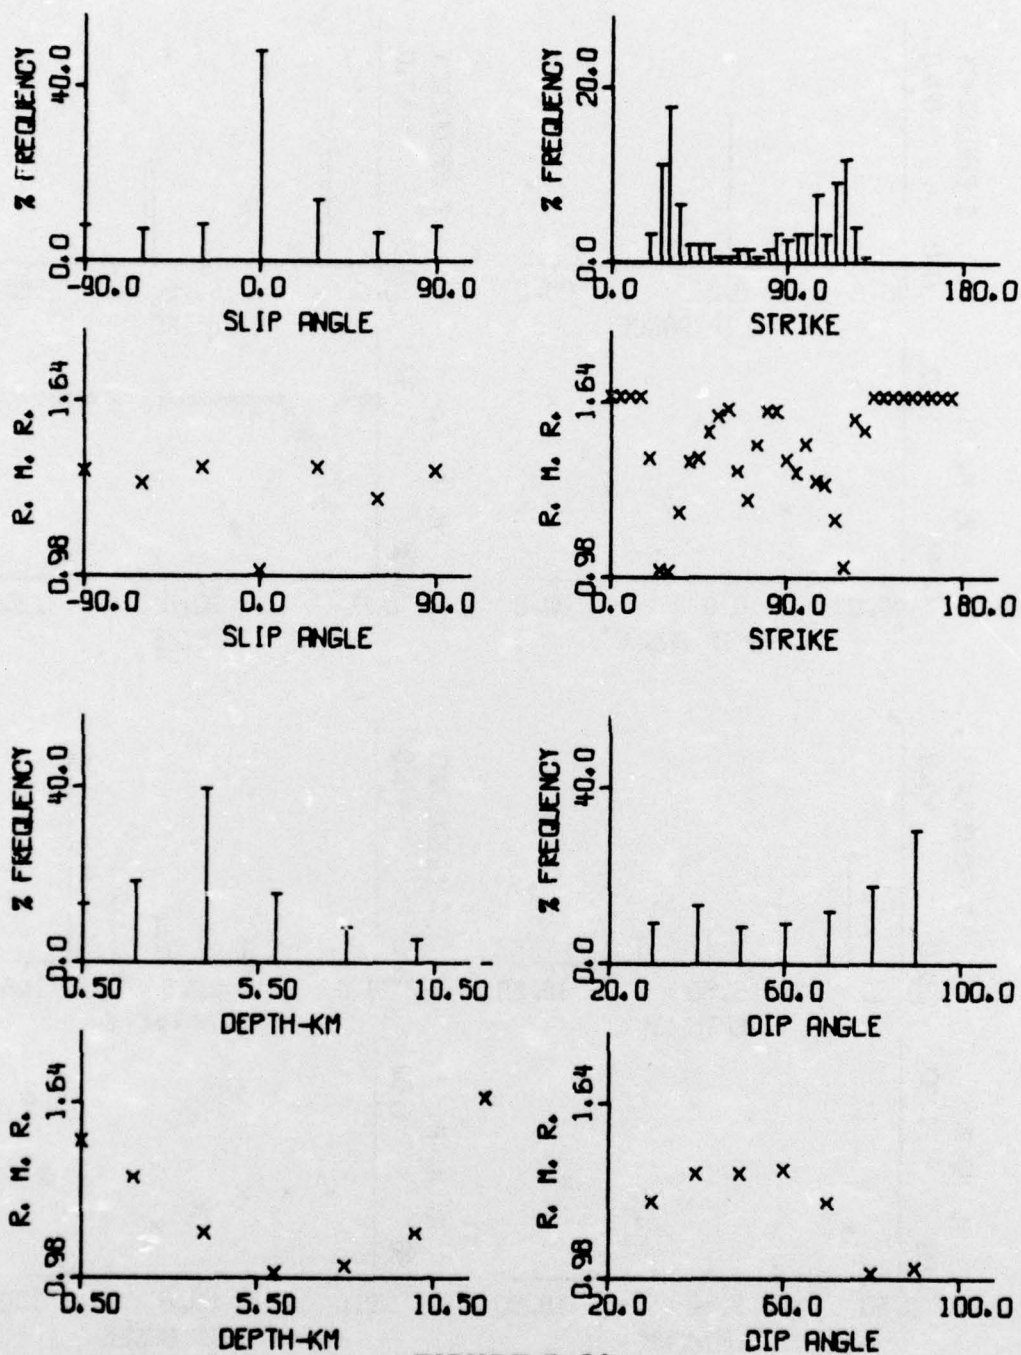 % FREQUENCY
40.0
0.0
-90.0 0.0 90.0
SLIP ANGLE
% FREQUENCY
20.0
0.0
0.0 90.0 180.0
STRIKE
R. M. R.
1.64
0.98
-90.0 0.0 90.0
SLIP ANGLE
R. M. R.
1.64
0.98
0.0 90.0 180.0
STRIKE
% FREQUENCY
40.0
0.0
0.50 5.50 10.50
DEPTH-KM
% FREQUENCY
40.0
0.0
20.0 60.0 100.0
DIP ANGLE
R. M. R.
1.64
0.98
0.50 5.50 10.50
DEPTH-KM
R. M. R.
1.64
0.98
20.0 60.0 100.0
DIP ANGLE